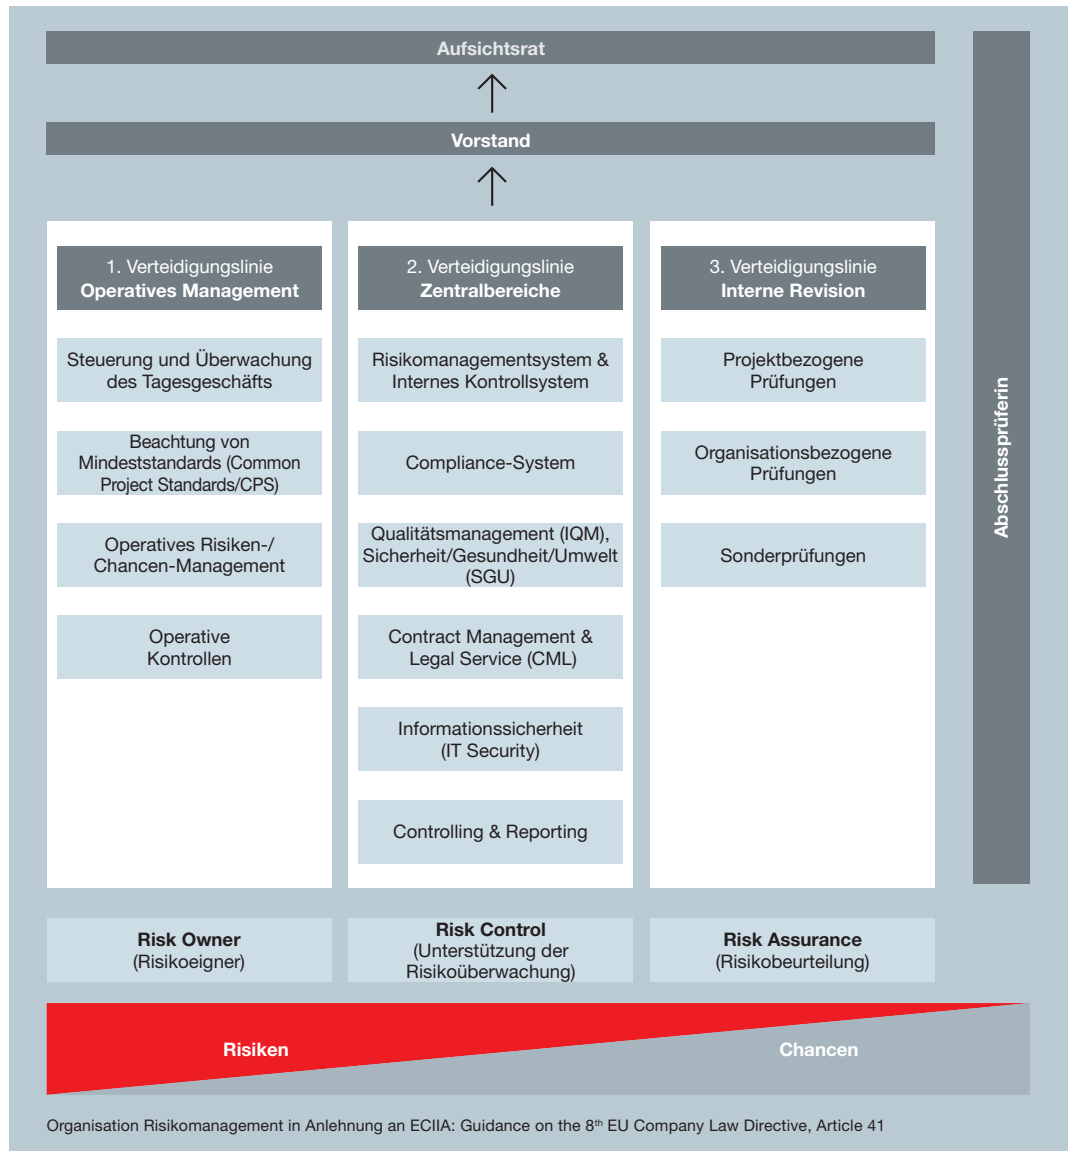 Aufsichtsrat
Vorstand
1. Verteidigungslinie
Operatives Management
Steuerung und Überwachung
des Tagesgeschäfts
Beachtung von
Mindeststandards (Common
Project Standards/CPS)
Operatives Risiken-/
Chancen-Management
Operative
Kontrollen
2. Verteidigungslinie
Zentralbereiche
Risikomanagementsystem &
Internes Kontrollsystem
Compliance-System
Qualitätsmanagement (IQM),
Sicherheit/Gesundheit/Umwelt
(SGU)
Contract Management &
Legal Service (CML)
Informationssicherheit
(IT Security)
Controlling & Reporting
3. Verteidigungslinie
Interne Revision
Projektbezogene
Prüfungen
Organisationsbezogene
Prüfungen
Sonderprüfungen
Abschlussprüferin
Risk Owner
(Risikoeigner)
Risk Control
(Unterstützung der
Risikoüberwachung)
Risk Assurance
(Risikobeurteilung)
Risiken
Chancen
Organisation Risikomanagement in Anlehnung an ECIIA: Guidance on the 8th EU Company Law Directive, Article 41